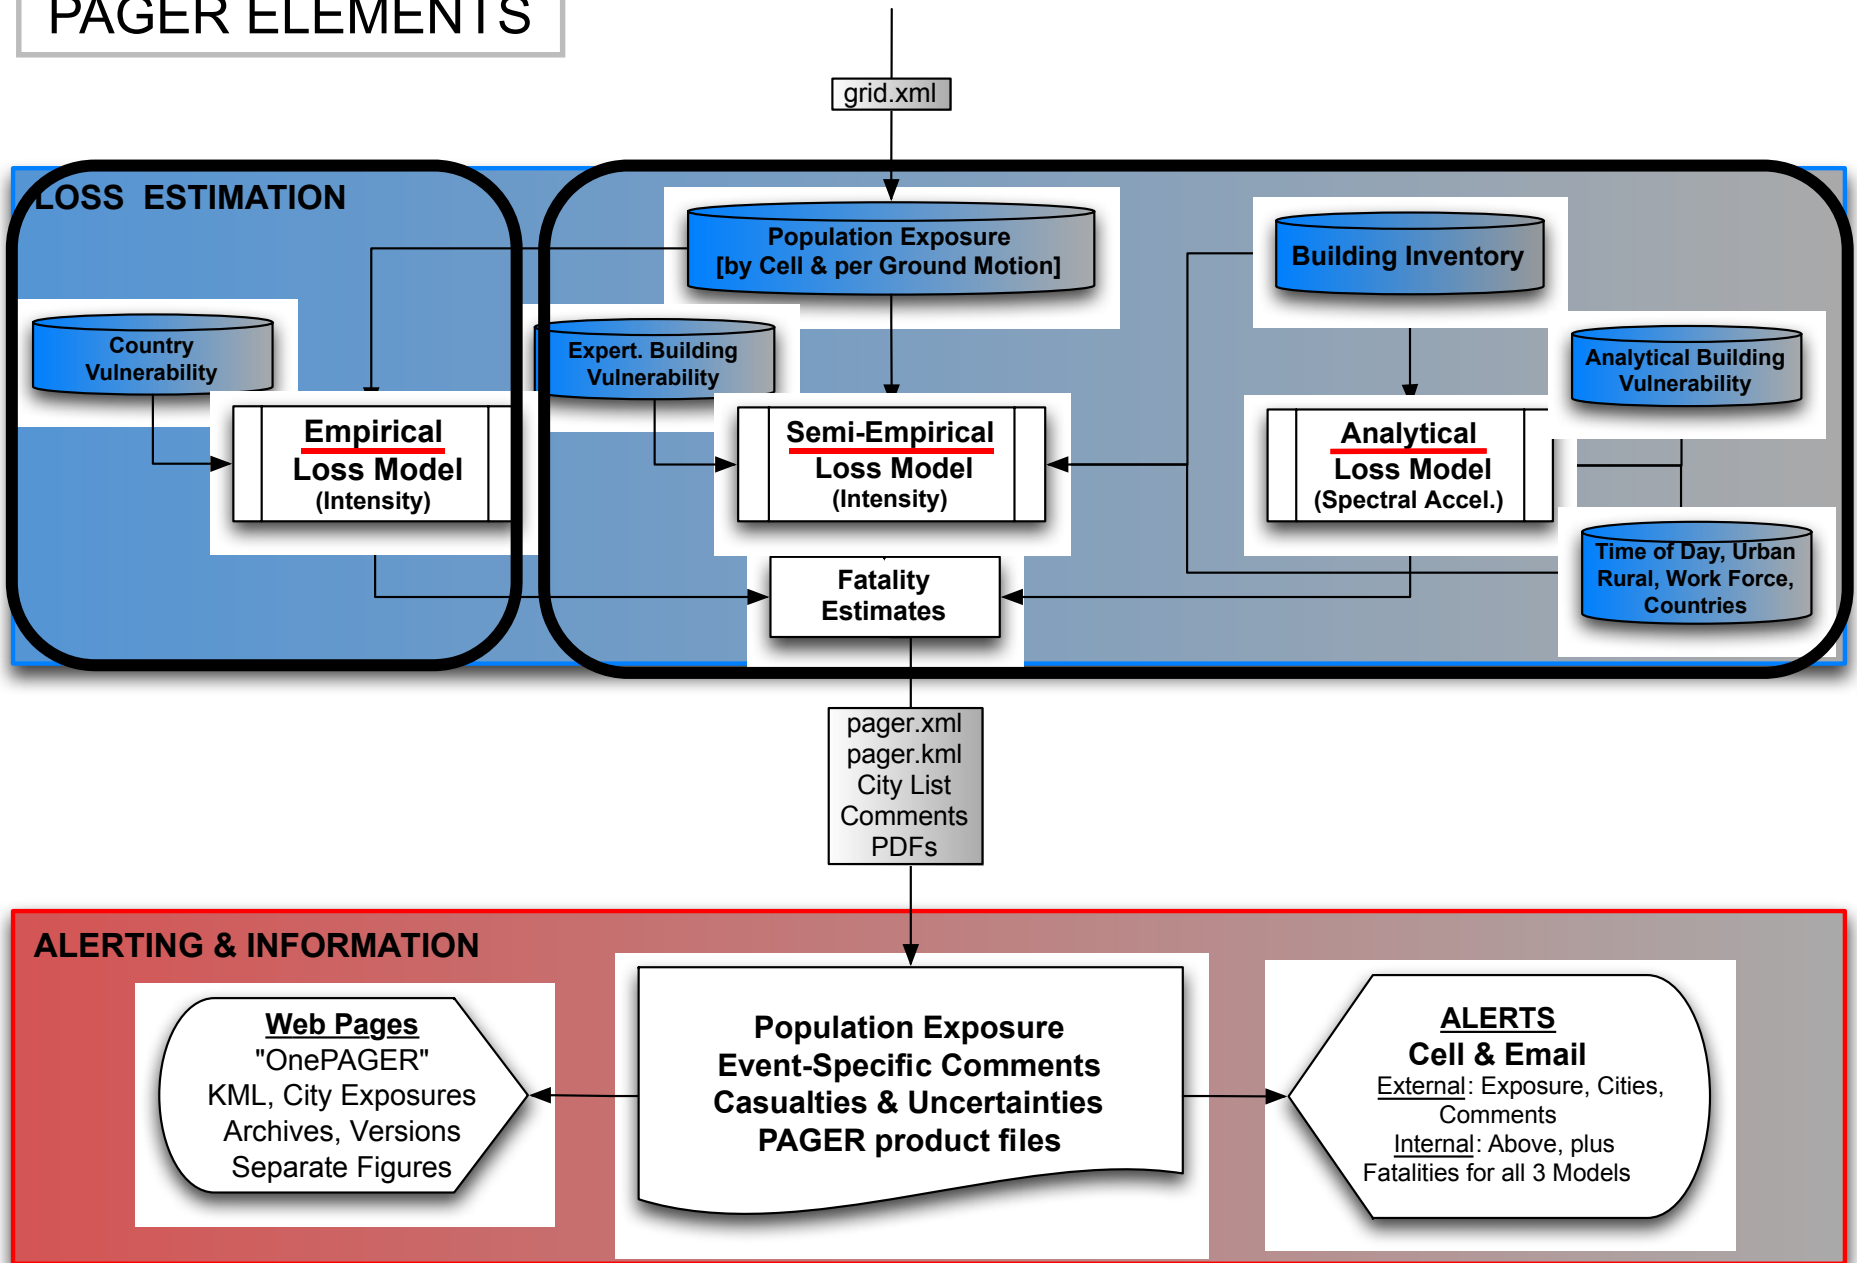 PAGER ELEMENTS
grid.xml
LOSS ESTIMATION
Population Exposure
[by Cell & per Ground Motion]
Building Inventory
Country
Vulnerability
Expert. Building
Vulnerability
Analytical Building
Vulnerability
Empirical
Loss Model
(Intensity)
Semi-Empirical
Loss Model
(Intensity)
Analytical
Loss Model
(Spectral Accel.)
Time of Day, Urban
Rural, Work Force,
Countries
Fatality
Estimates
pager.xml
pager.kml
City List
Comments
PDFs
ALERTING & INFORMATION
Web Pages
"OnePAGER"
KML, City Exposures
Archives, Versions
Separate Figures
Population Exposure
Event-Specific Comments
Casualties & Uncertainties
PAGER product files
ALERTS
Cell & Email
External: Exposure, Cities,
Comments
Internal: Above, plus
Fatalities for all 3 Models